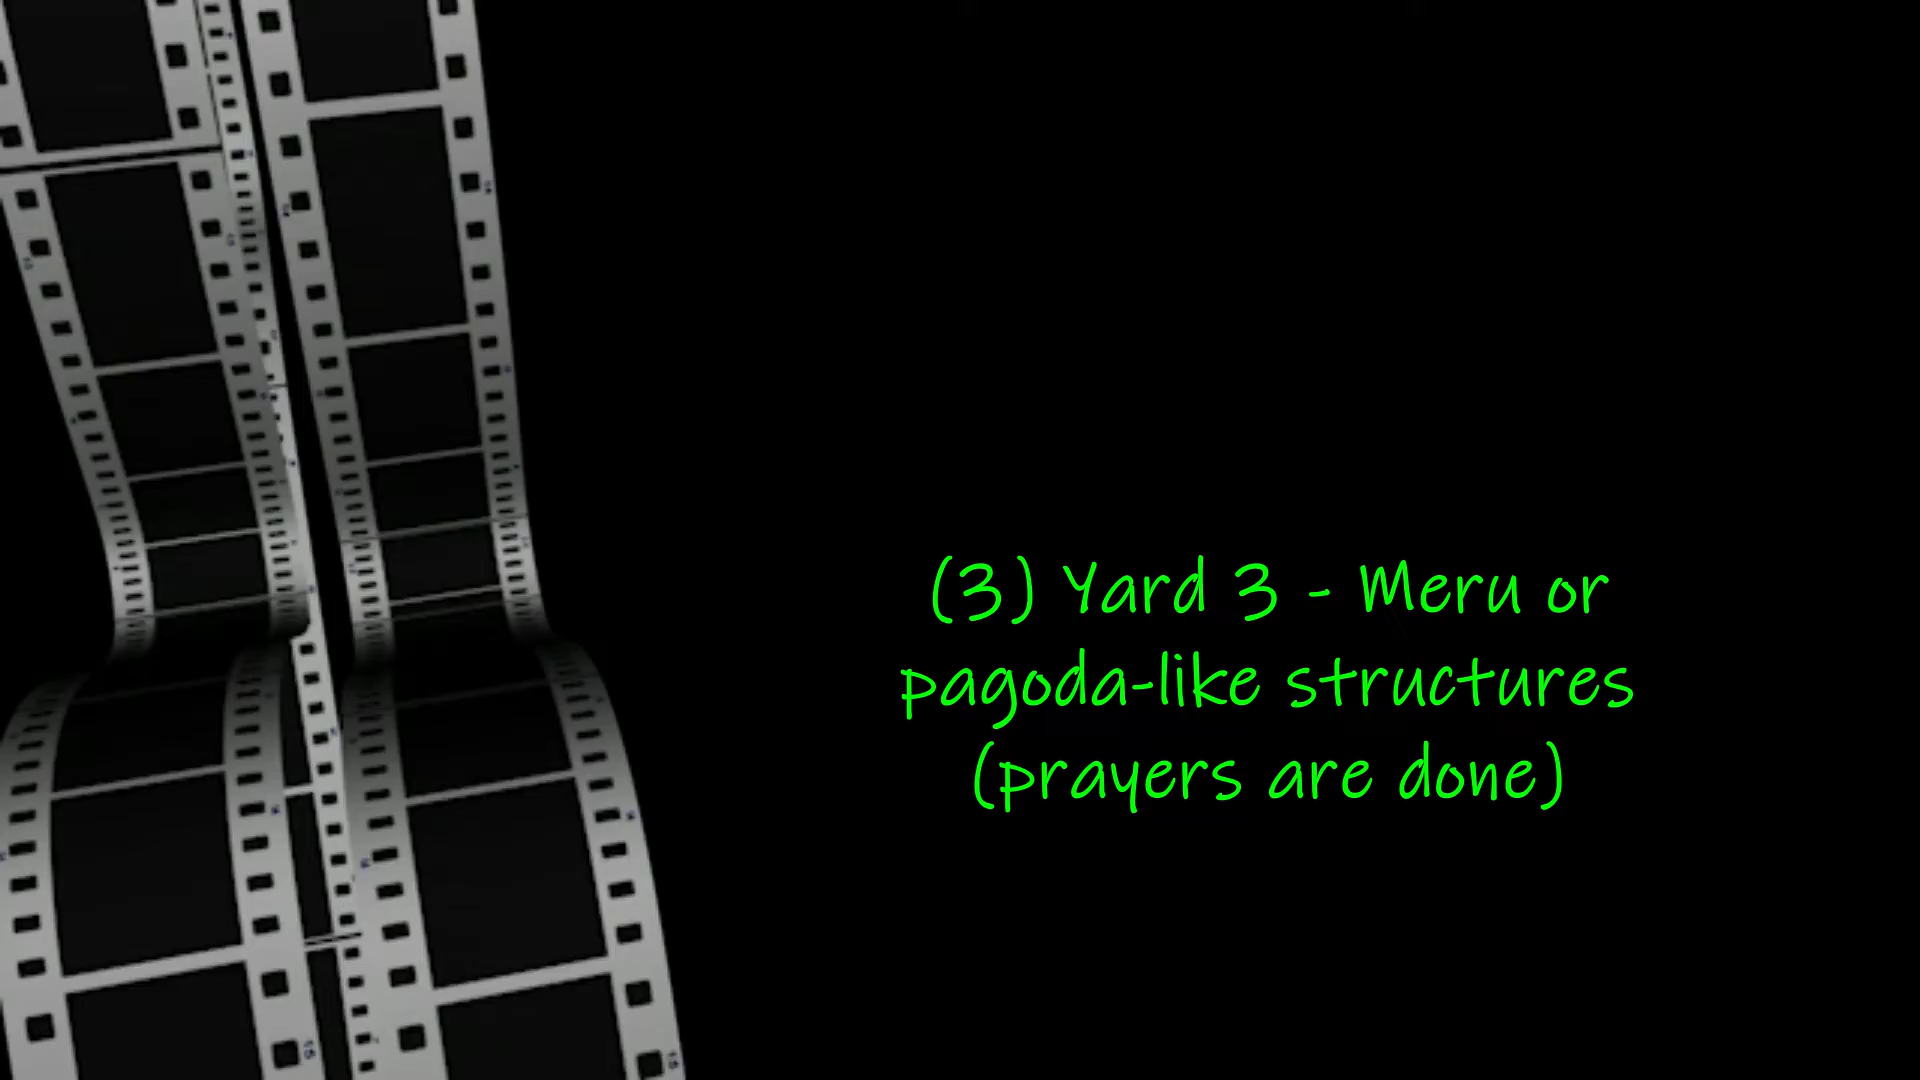 (3) Yard 3 - Meru or
pagoda-like structures
(prayers are done)